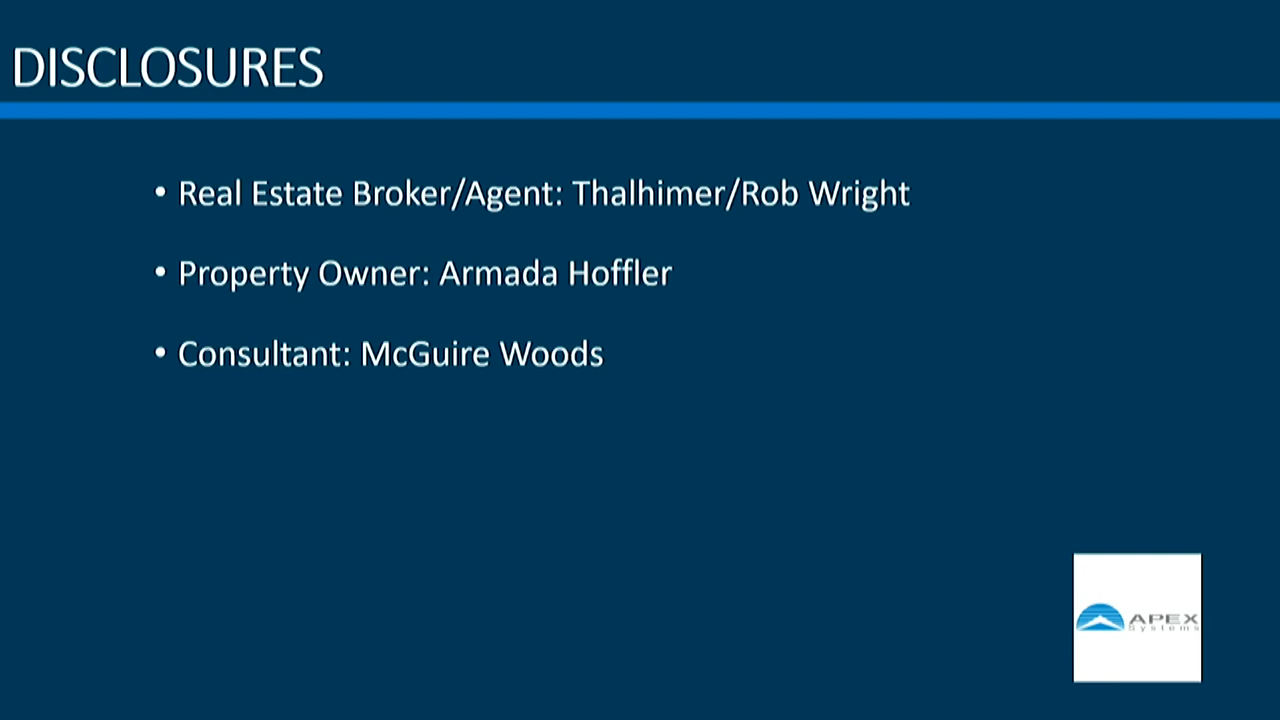 DISCLOSURES
• Real Estate Broker/Agent: Thalhimer/Rob Wright
• Property Owner: Armada Hoffler
• Consultant: McGuire Woods
APEX
Systems